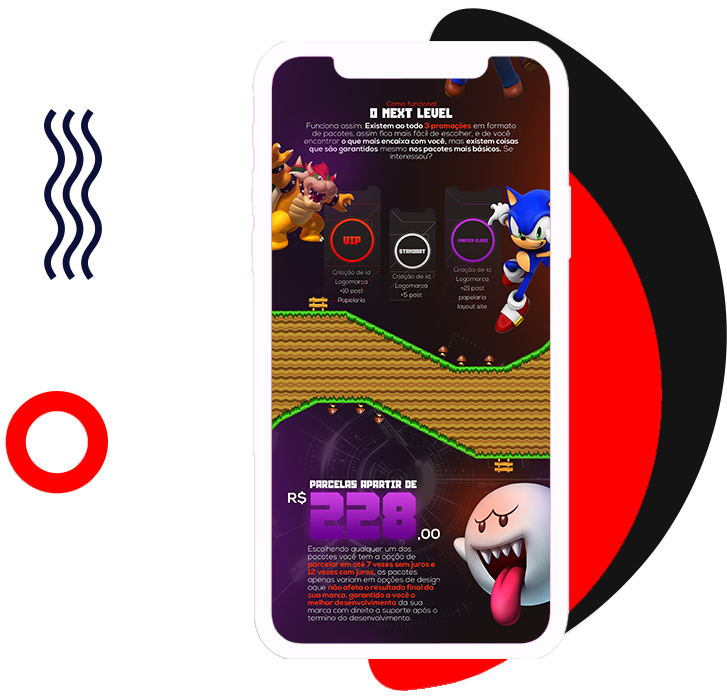 Como funciona!
O NEXT LEVEL
Funciona assim. Existem ao todo 3 promoções em formato
de pacotes, assim fica mais fácil de escolher, e de você
encontrar o que mais encaixa com você, mas existem coisas
que são garantidos mesmo nos pacotes mais básicos. Se
interessou?
VIP
Criação de id
Logomarca
+10 post
Papelaria
STANDART
Criação de id.
Logomarca
+5 post
MASTER CLASS
Criação de id
Logomarca
+21 post
papelaria
layout site
PARCELAS APARTIR DE
R$ 228,00
Escolhendo qualquer um dos
pacotes você tem a opção de
parcelar em até 7 vezes sem juros e
12 vezes com juros, os pacotes
apenas variam em opções de design
oque não afeta o resultado final da
sua marca, garantido a você o
melhor desenvolvimento da sua
marca com direito a suporte após o
termino do desenvolvimento.